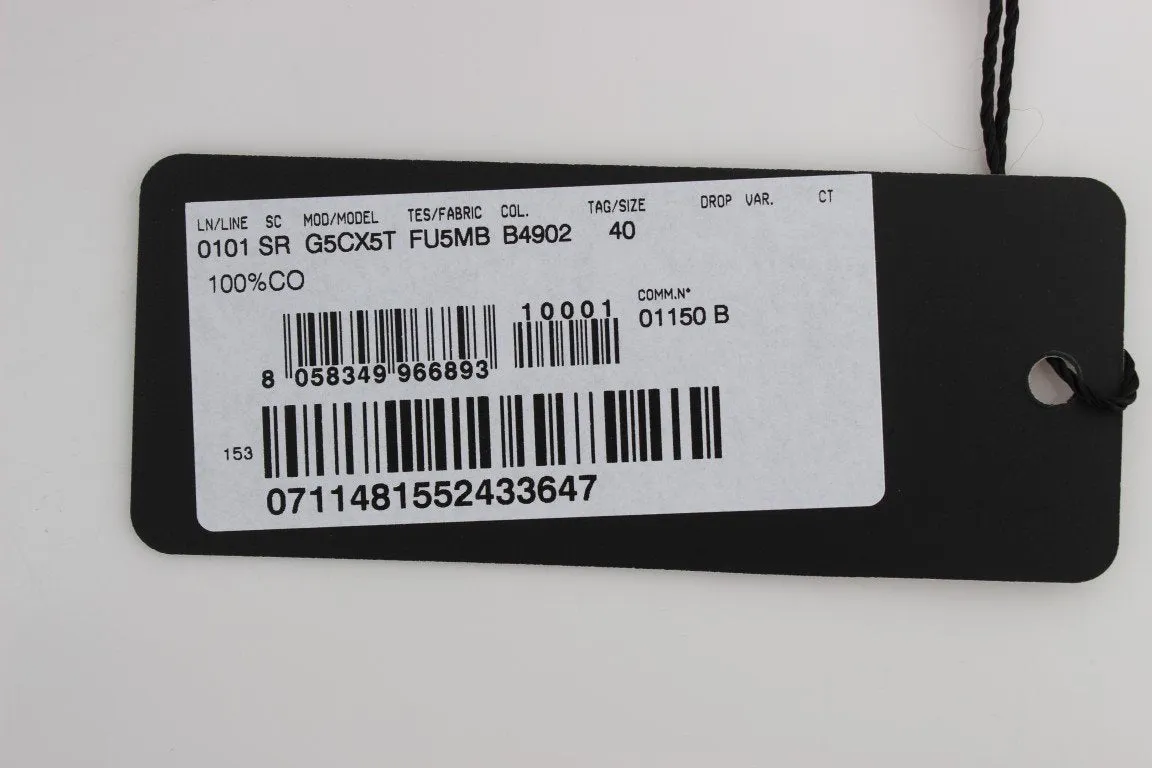 LN/LINE SC MOD/MODEL TES/FABRIC COL. TAG/SIZE DROP VAR. CT
0101 SR G5CX5T FU5MB B4902 40
100%CO
10001 COMM.N°
01150 B
8 058349 966893
153
0711481552433647